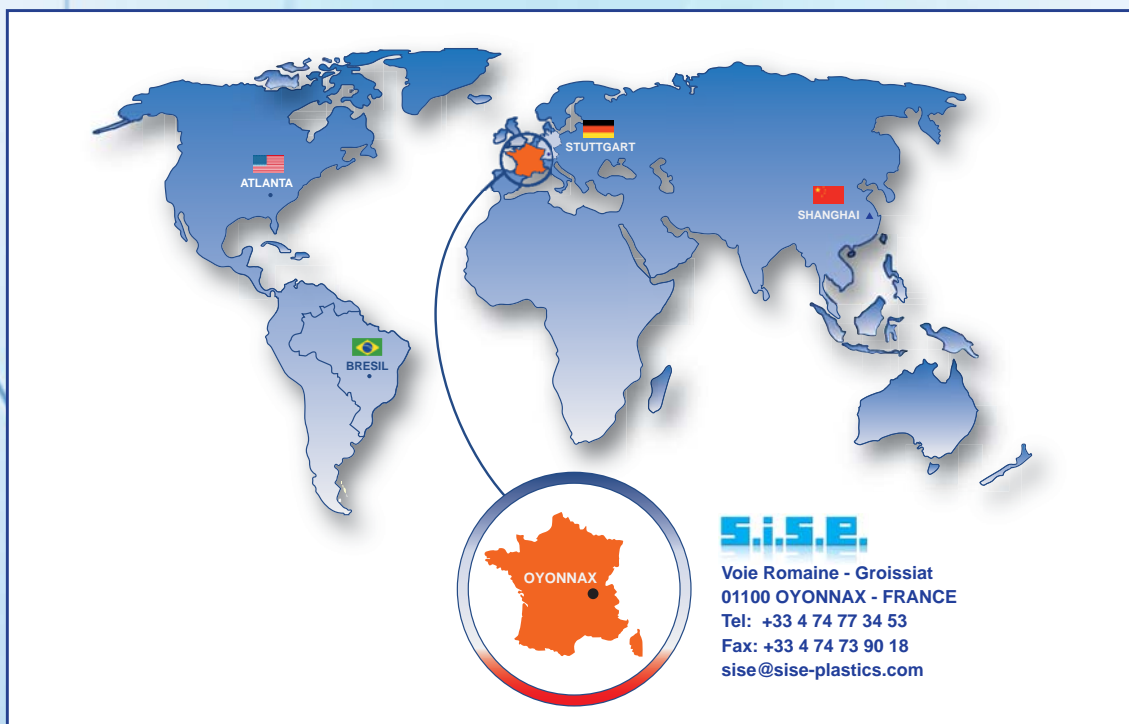 STUTTGART
ATLANTA
SHANGHAI
BRESIL
OYONNAX
s.i.s.e.
Voie Romaine - Groissiat
01100 OYONNAX - FRANCE
Tel: +33 4 74 77 34 53
Fax: +33 4 74 73 90 18
sise@sise-plastics.com